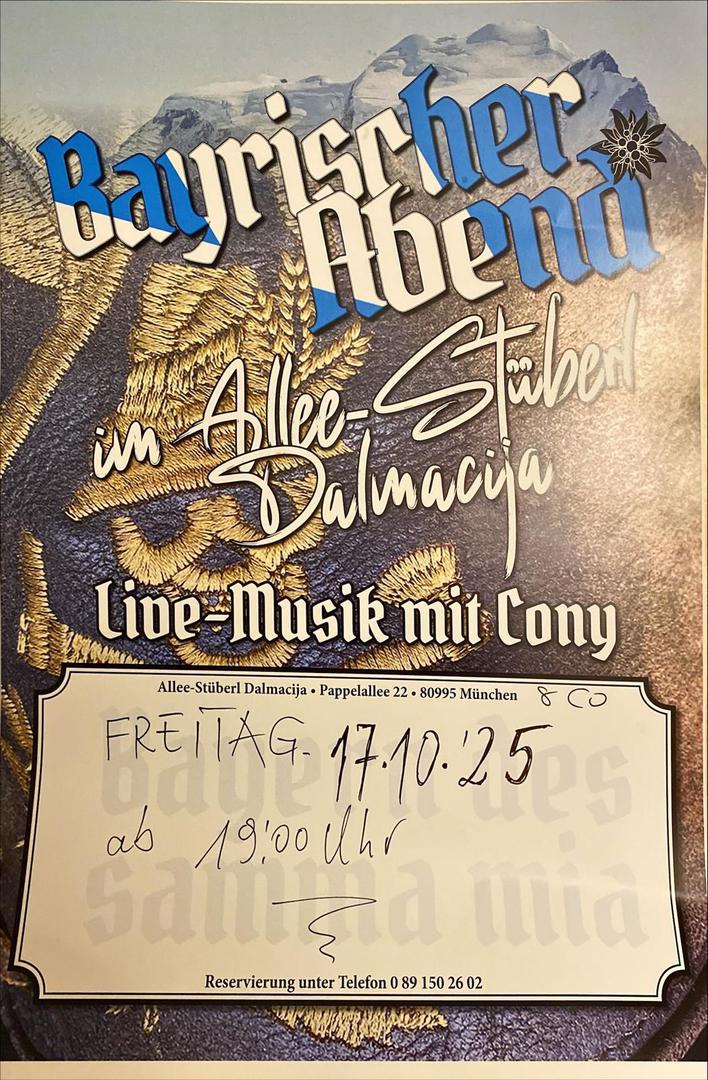 Bayrischer
Abend
im Allee-Stüberl
Dalmacija
Live-Musik mit Cony
& CO
Allee-Stüberl Dalmacija • Pappelallee 22 • 80995 München
FREITAG. 17.10.'25
ab 19:00 Uhr
Bayern des
samma mia
Reservierung unter Telefon 0 89 150 26 02